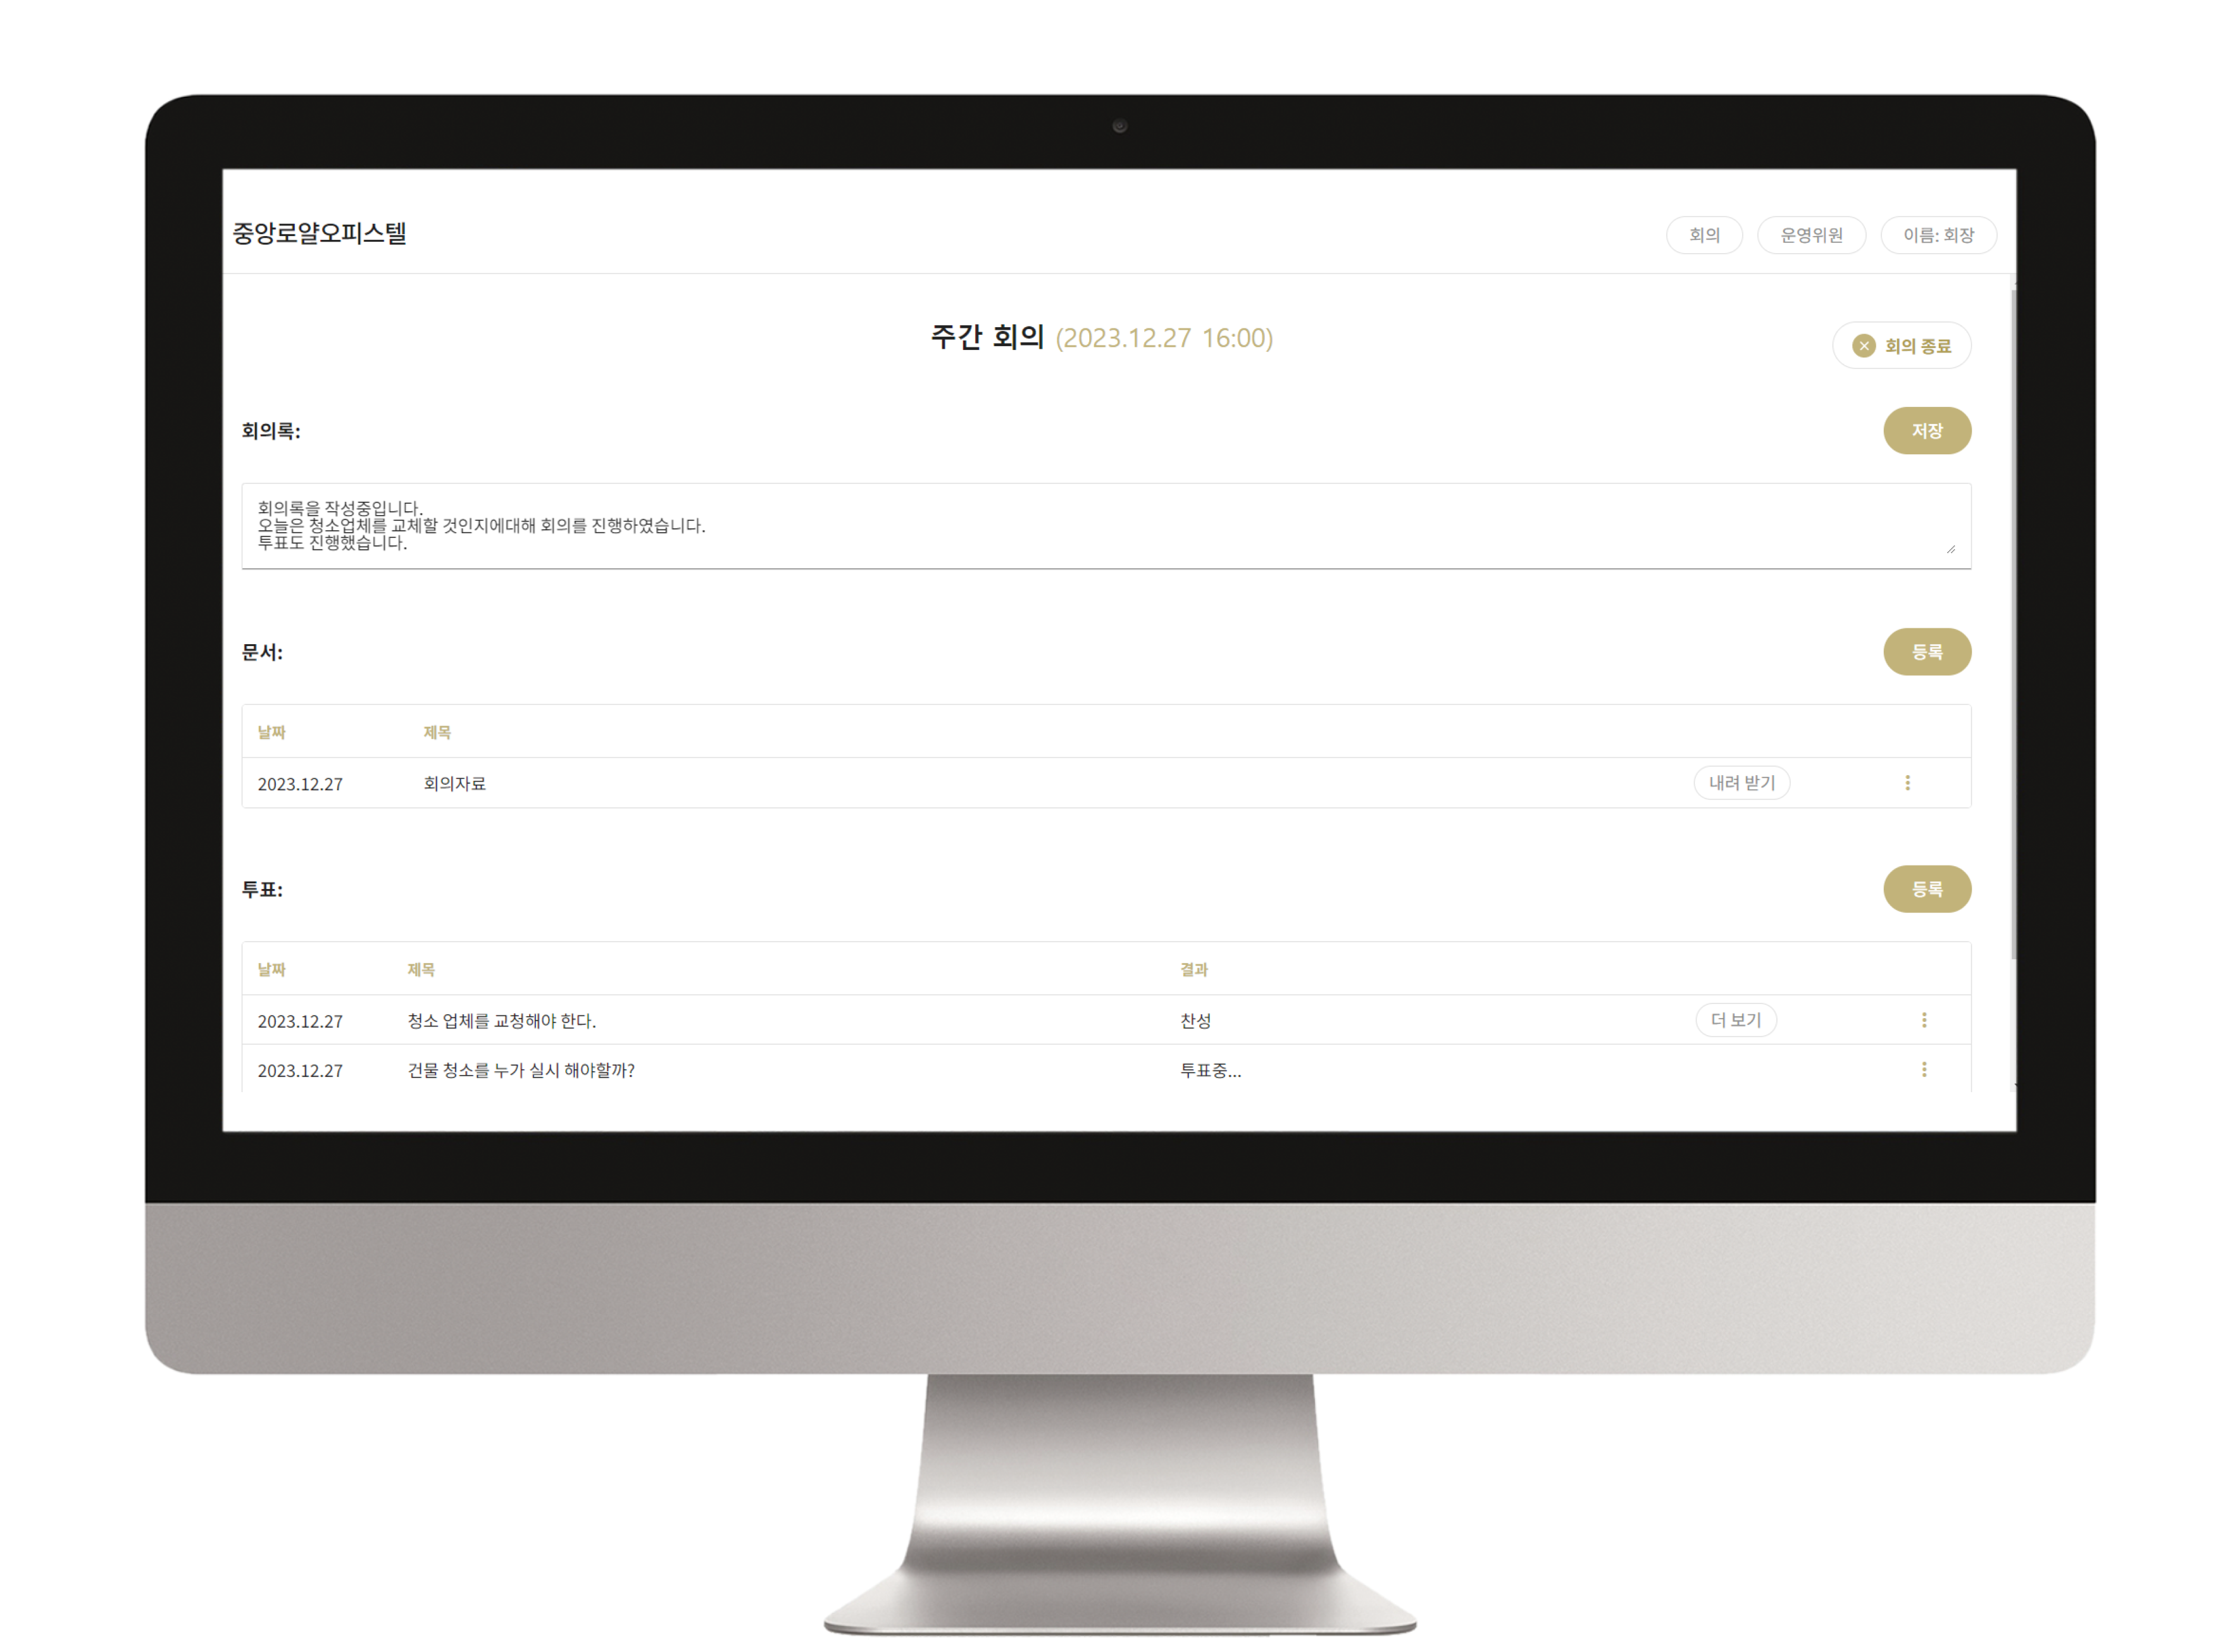 중앙로얄오피스텔
회의 운영위원 이름: 회장
주간 회의 (2023.12.27 16:00)
회의 종료
회의록:
저장
회의록을 작성중입니다.
오늘은 청소업체를 교체할 것인지에대해 회의를 진행하였습니다.
투표도 진행했습니다.
문서:
등록
날짜 제목
2023.12.27 회의자료 내려 받기
투표:
등록
날짜 제목 결과
2023.12.27 청소 업체를 교청해야 한다. 찬성 더 보기
2023.12.27 건물 청소를 누가 실시 해야할까? 투표중...